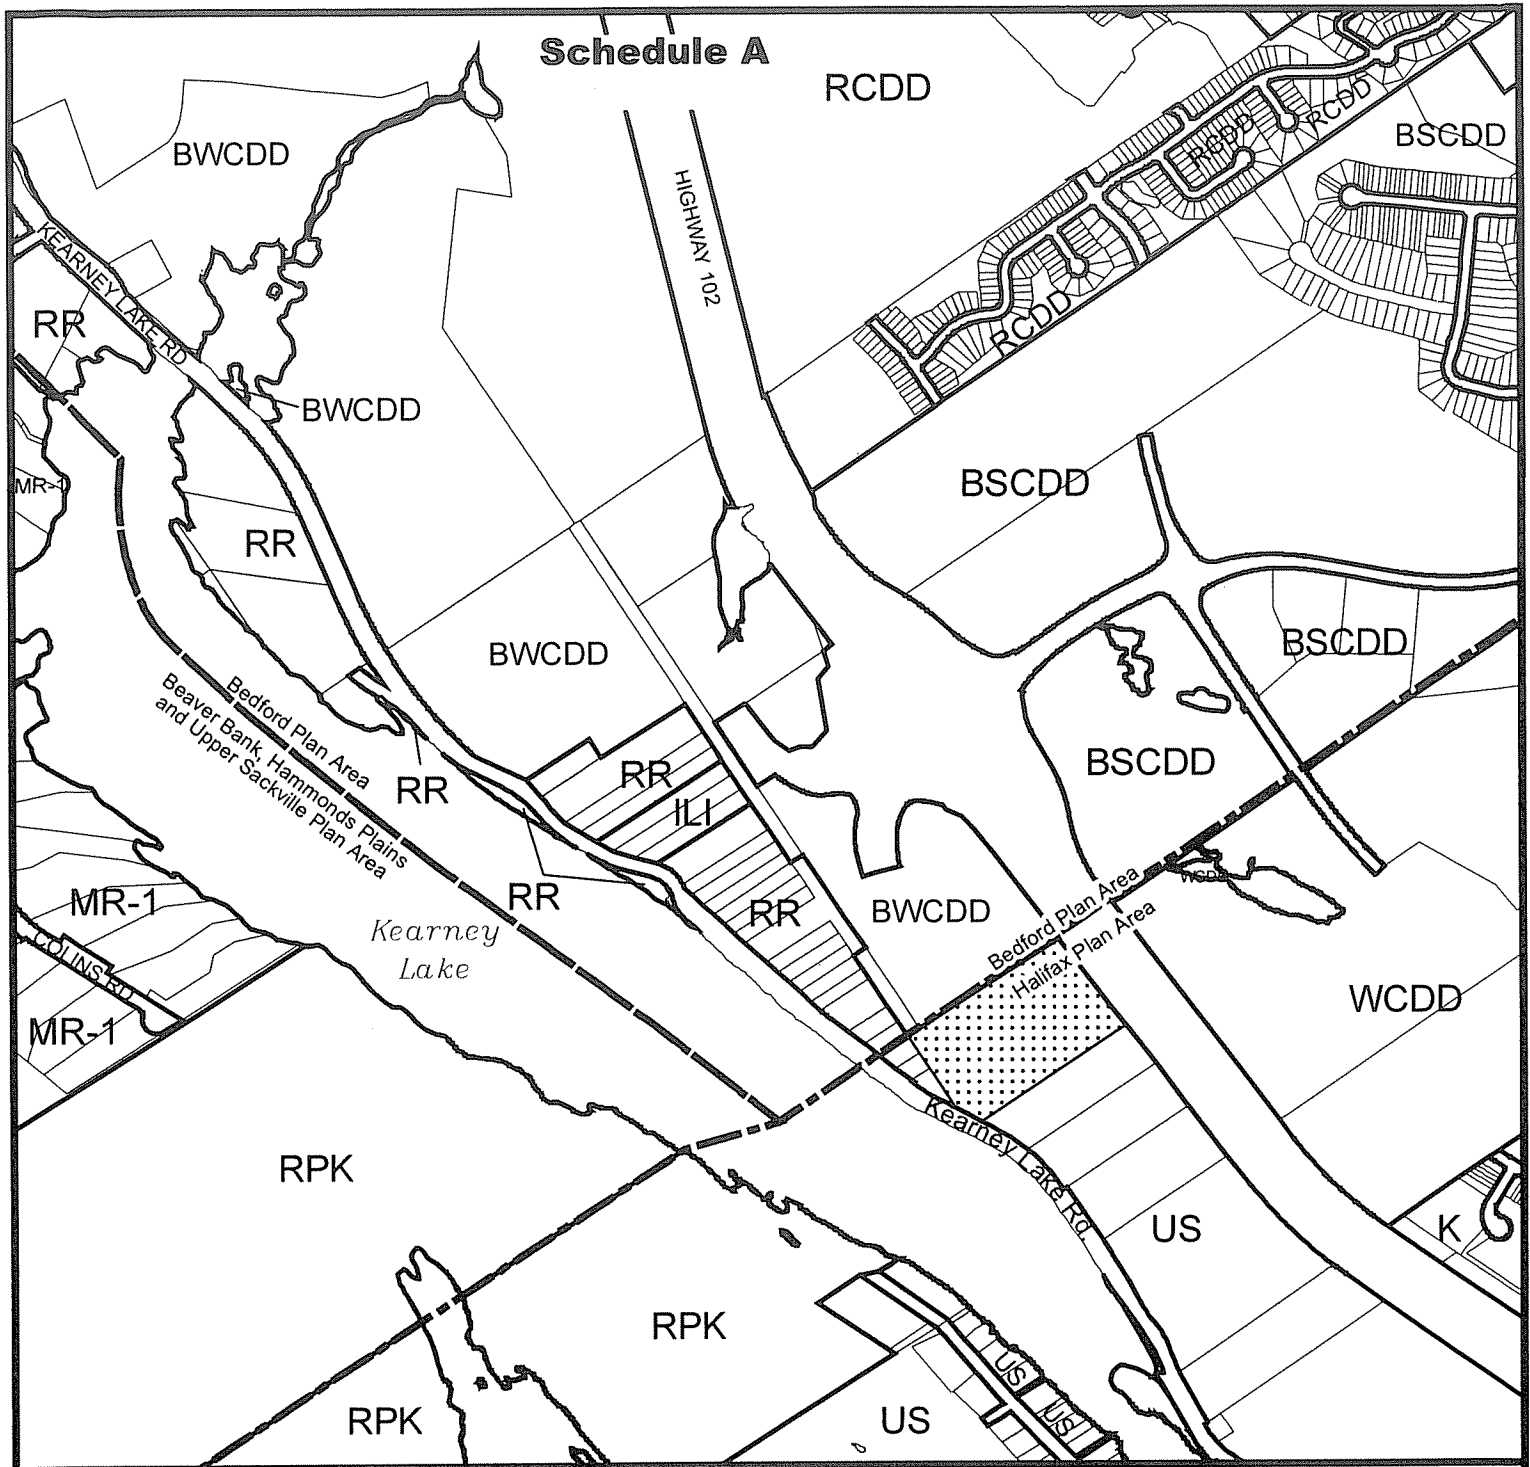 Schedule A
RCDD
RCDD
RCDD
BSCDD
BWCDD
HIGHWAY 102
KEARNEY LAKE RD
RR
RCDD
BWCDD
MR-1
BSCDD
RR
BWCDD
BSCDD
Bedford Plan Area
Beaver Bank, Hammonds Plains
and Upper Sackville Plan Area
RR
RR
ILI
BSCDD
RR
RR
BWCDD
Bedford Plan Area
Halifax Plan Area
MR-1
Kearney
Lake
COLINS RD
WCDD
MR-1
Kearney Lake Rd.
RPK
US
K
RPK
US
US
RPK
US